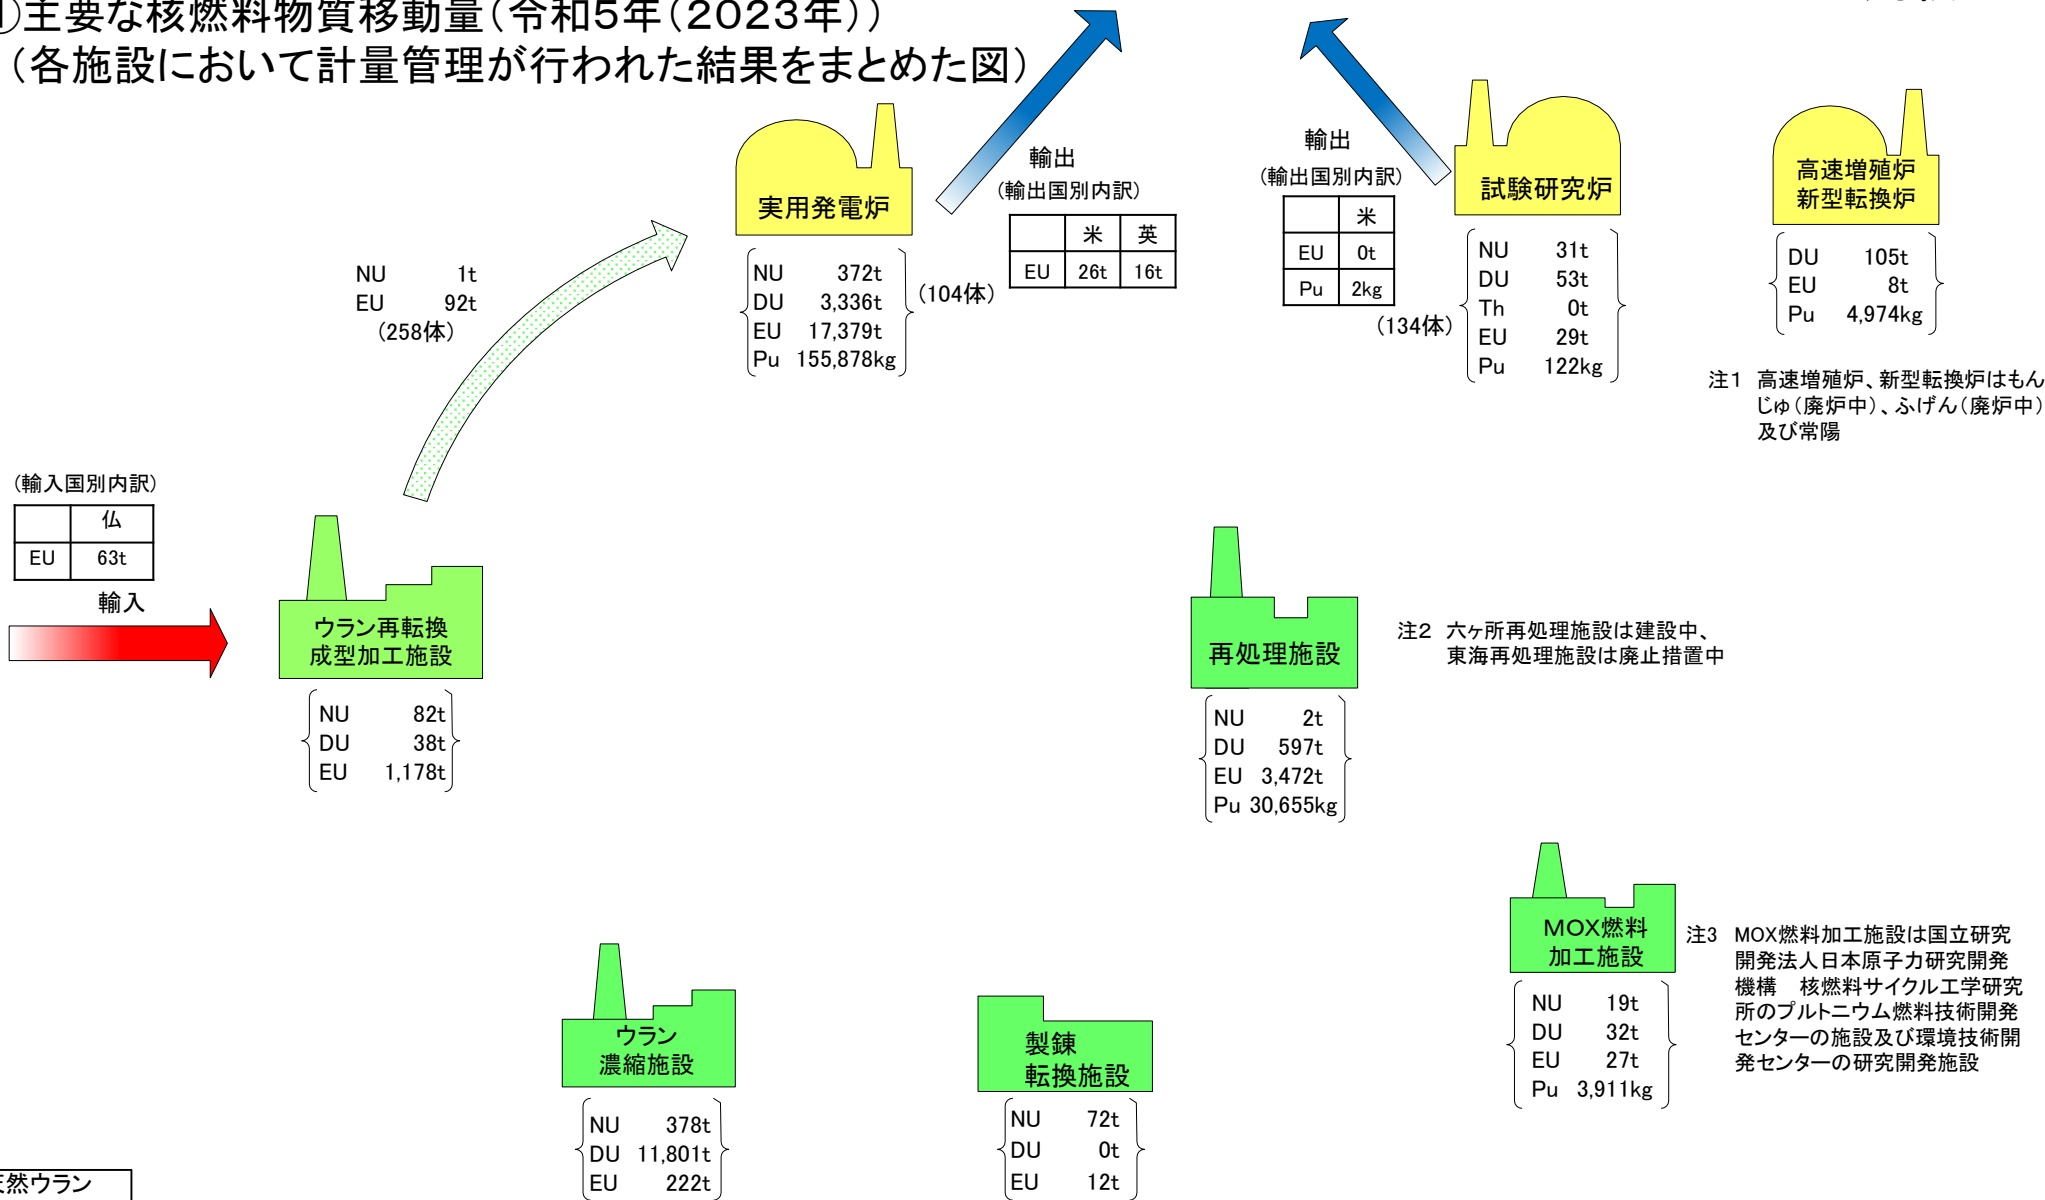 ①主要な核燃料物質移動量(令和5年(2023年))
(各施設において計量管理が行われた結果をまとめた図)
実用発電炉
NU 372t
DU 3,336t
EU 17,379t
Pu 155,878kg
(104体)
輸出
(輸出国別内訳)
米 英
EU 26t 16t
輸出
(輸出国別内訳)
米
EU 0t
Pu 2kg
試験研究炉
NU 31t
DU 53t
Th 0t
EU 29t
Pu 122kg
(134体)
高速増殖炉
新型転換炉
DU 105t
EU 8t
Pu 4,974kg
注1 高速増殖炉、新型転換炉はもん
じゅ(廃炉中)、ふげん(廃炉中)
及び常陽
NU 1t
EU 92t
(258体)
(輸入国別内訳)
仏
EU 63t
輸入
ウラン再転換
成型加工施設
NU 82t
DU 38t
EU 1,178t
再処理施設
NU 2t
DU 597t
EU 3,472t
Pu 30,655kg
注2 六ヶ所再処理施設は建設中、
東海再処理施設は廃止措置中
MOX燃料
加工施設
NU 19t
DU 32t
EU 27t
Pu 3,911kg
注3 MOX燃料加工施設は国立研究
開発法人日本原子力研究開発
機構 核燃料サイクル工学研究
所のプルトニウム燃料技術開発
センターの施設及び環境技術開
発センターの研究開発施設
ウラン
濃縮施設
NU 378t
DU 11,801t
EU 222t
製錬
転換施設
NU 72t
DU 0t
EU 12t
天然ウラン